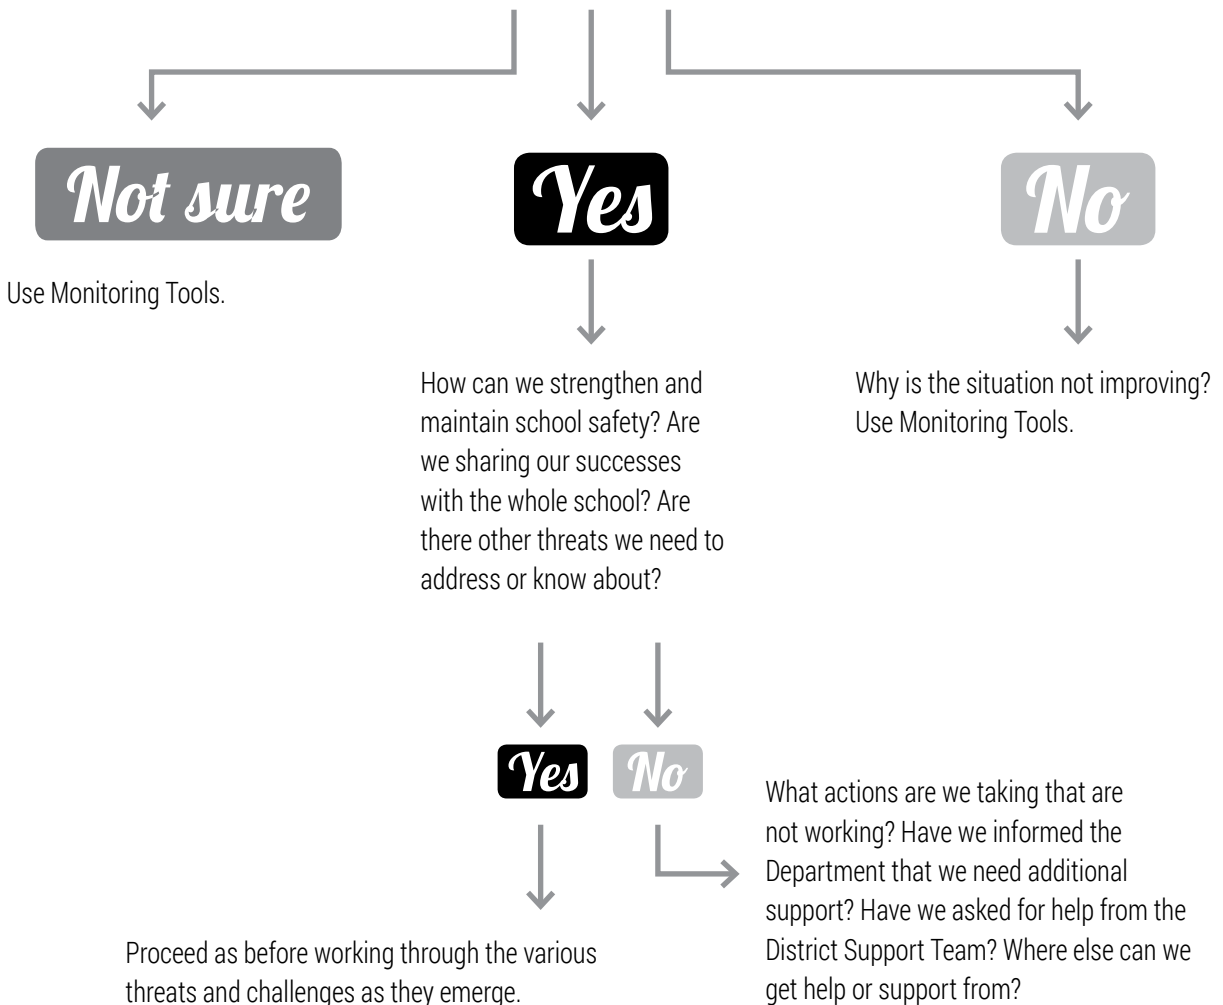 Not sure
Yes
No
Use Monitoring Tools.
How can we strengthen and
maintain school safety? Are
we sharing our successes
with the whole school? Are
there other threats we need to
address or know about?
Why is the situation not improving?
Use Monitoring Tools.
Yes
No
Proceed as before working through the various
threats and challenges as they emerge.
What actions are we taking that are
not working? Have we informed the
Department that we need additional
support? Have we asked for help from the
District Support Team? Where else can we
get help or support from?